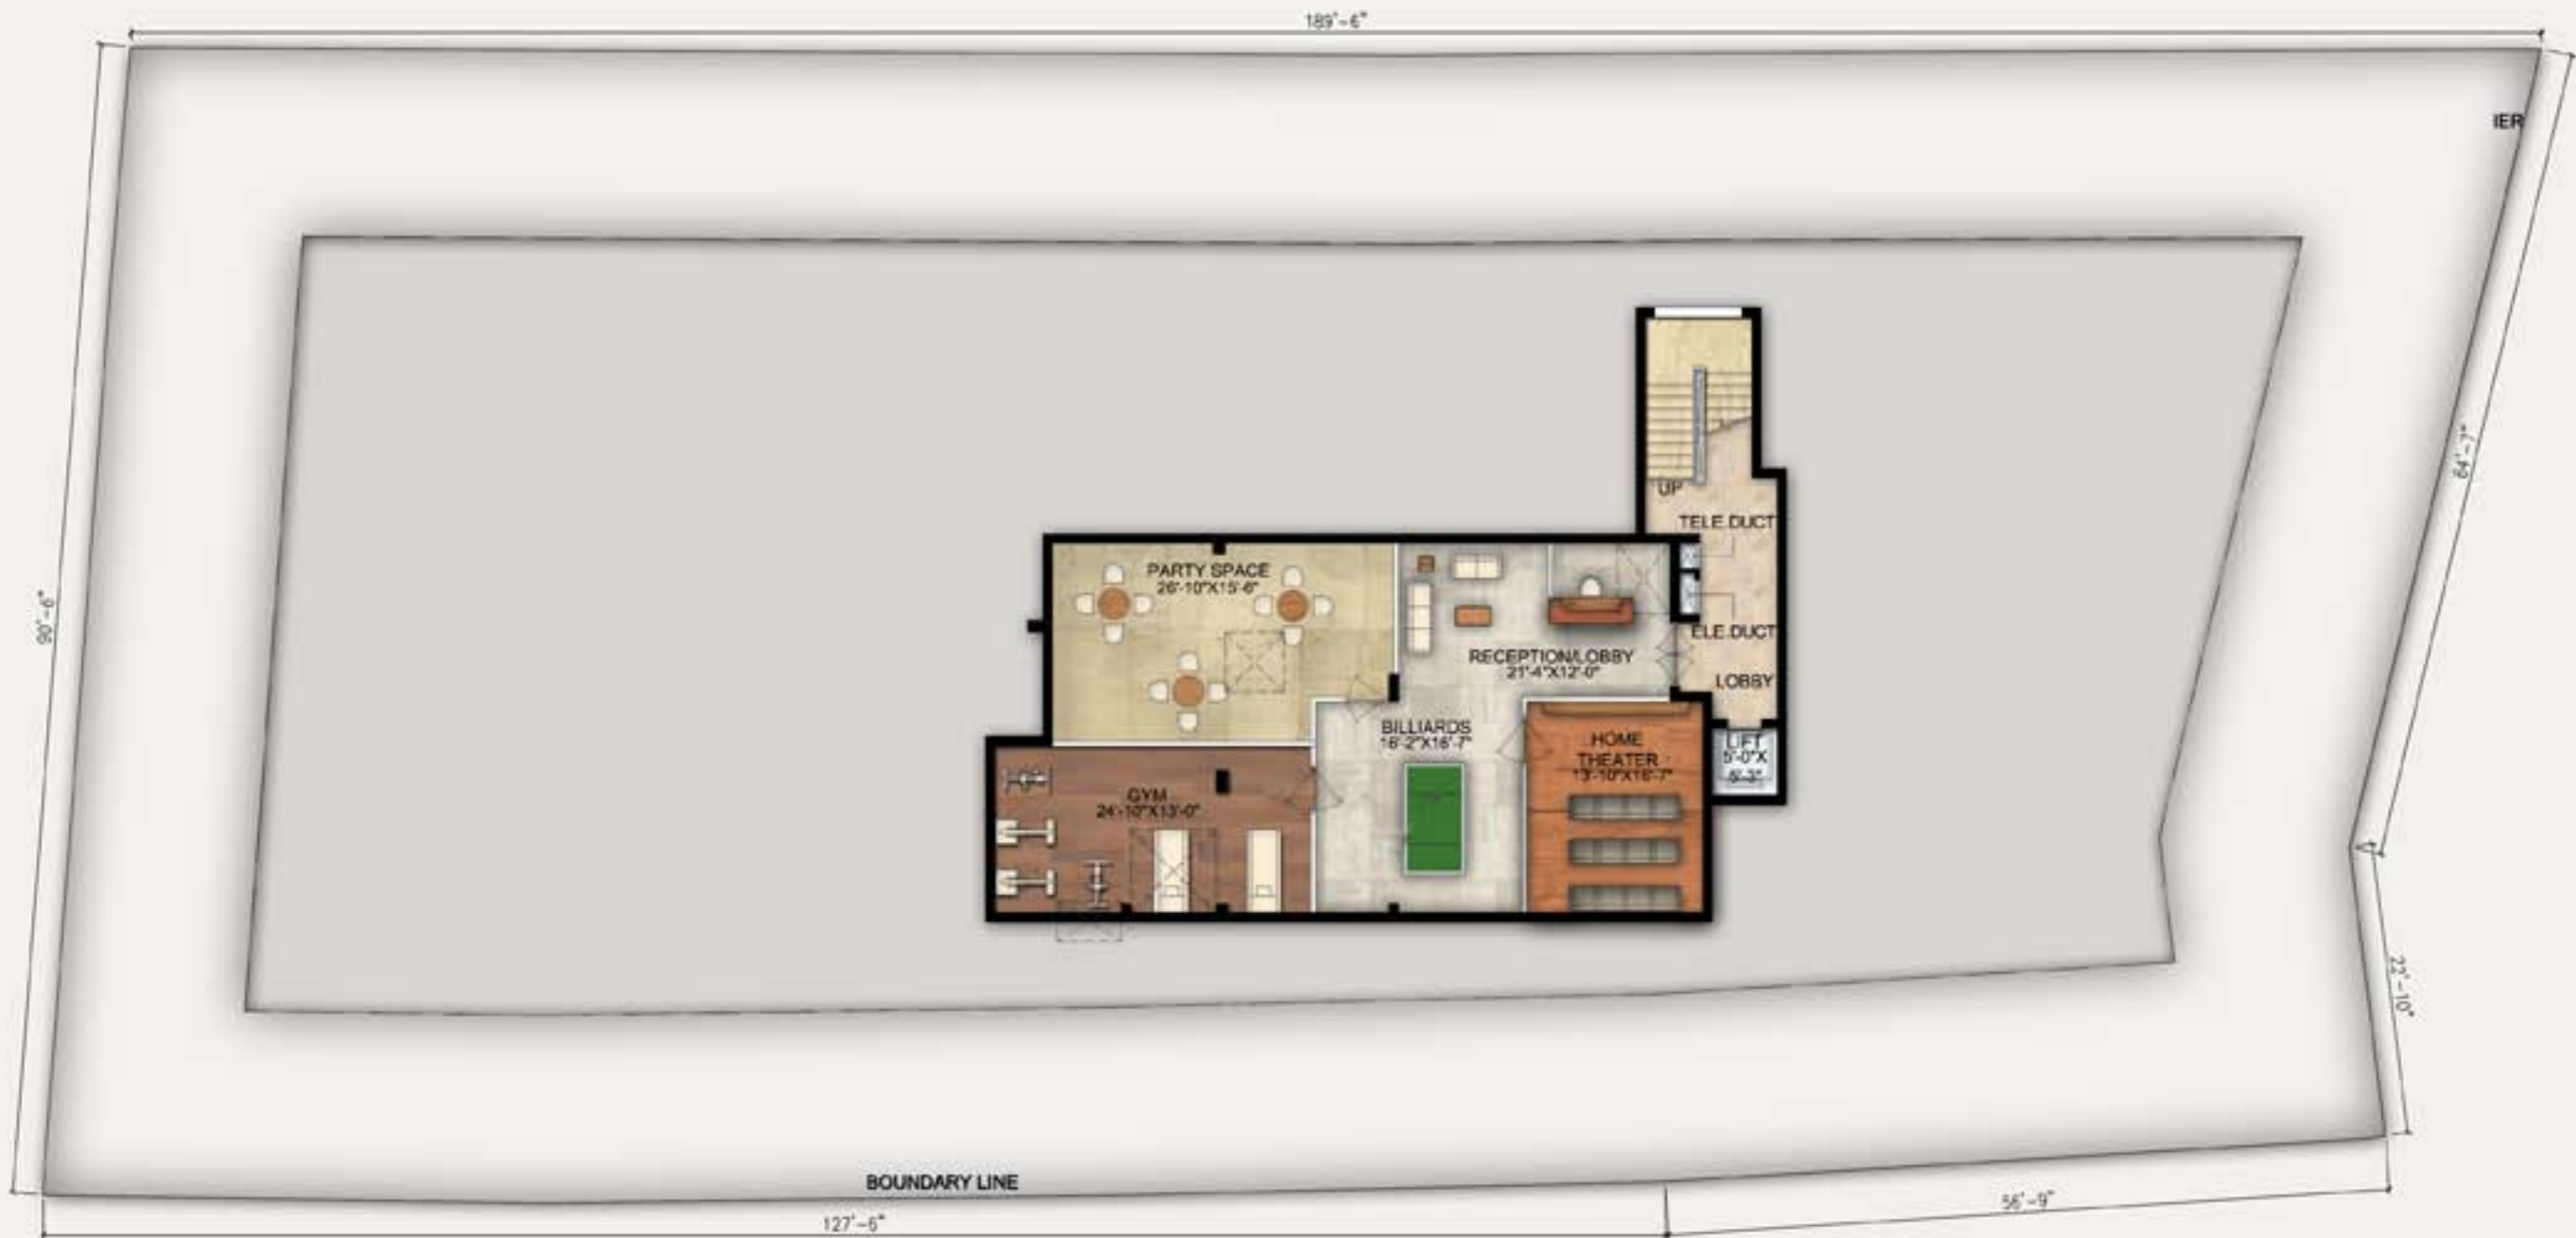 189'-6"
IER
64'-7"
90'-6"
UP
TELE.DUCT
PARTY SPACE
26'-10"X15'-6"
ELE.DUCT
RECEPTION/LOBBY
21'-4"X12'-0"
LOBBY
BILLIARDS
16'-2"X16'-7"
HOME
THEATER
13'-10"X16'-7"
LIFT
5'-0"X
GYM
24'-10"X13'-0"
22'-10"
BOUNDARY LINE
127'-6"
56'-9"